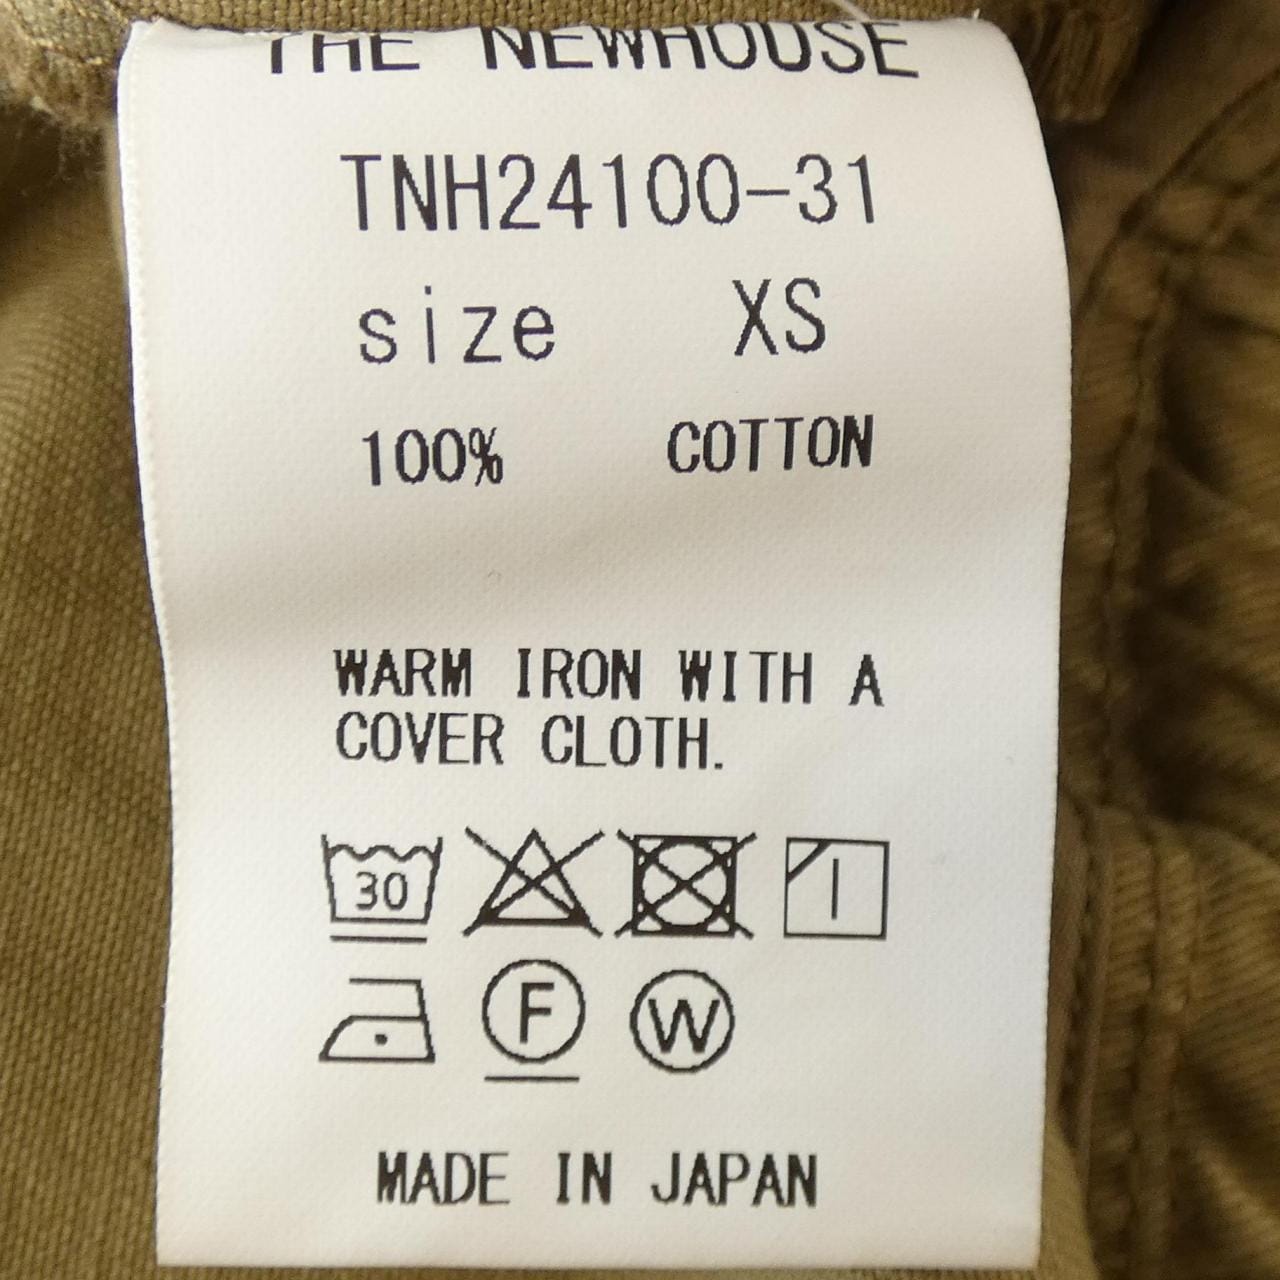 THE NEWHOUSE
TNH24100-31
size XS
100% COTTON
WARM IRON WITH A
COVER CLOTH.
30
F W
MADE IN JAPAN